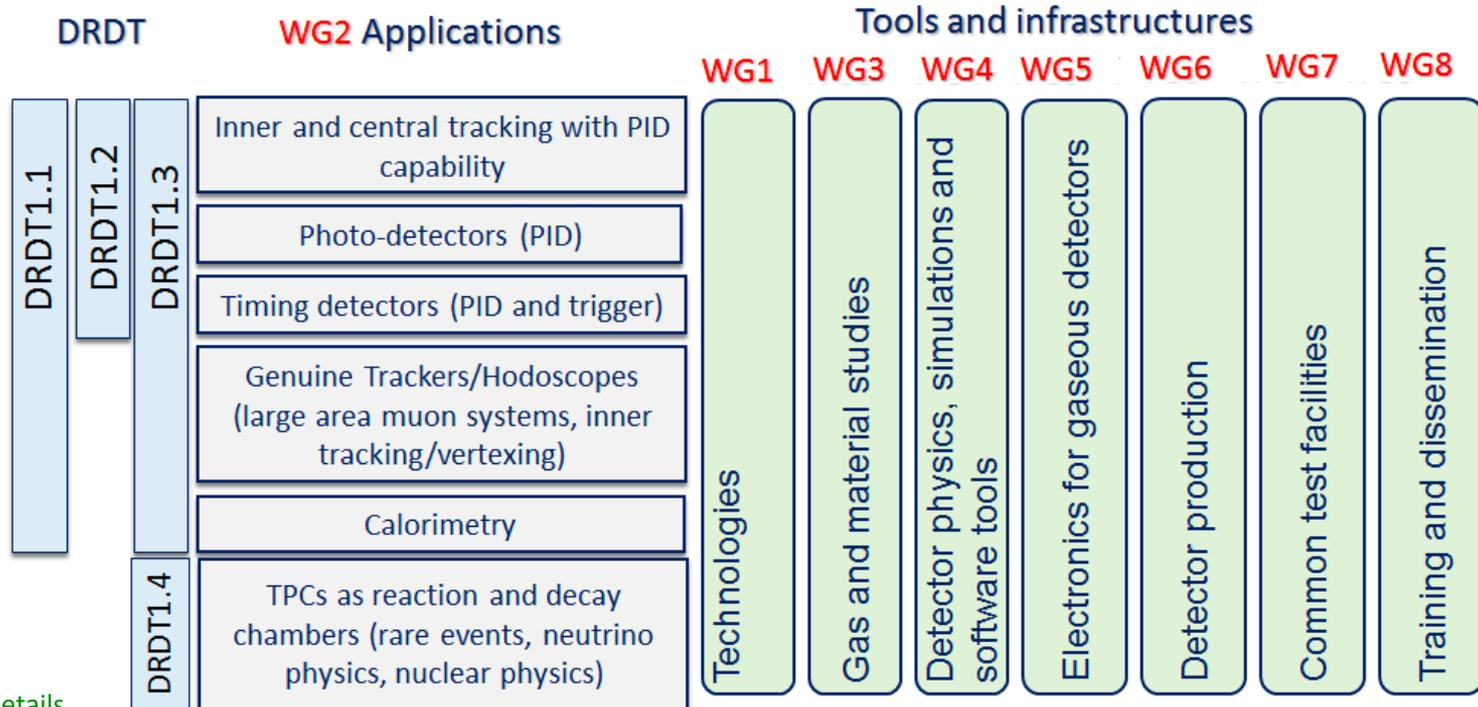 DRDT
WG2 Applications
Tools and infrastructures
WG1 WG3 WG4 WG5 WG6 WG7 WG8
DRDT1.1
DRDT1.2
DRDT1.3
DRDT1.4
Inner and central tracking with PID
capability
Photo-detectors (PID)
Timing detectors (PID and trigger)
Genuine Trackers/Hodoscopes
(large area muon systems, inner
tracking/vertexing)
Calorimetry
TPCs as reaction and decay
chambers (rare events, neutrino
physics, nuclear physics)
Technologies
Gas and material studies
Detector physics, simulations and
software tools
Electronics for gaseous detectors
Detector production
Common test facilities
Training and dissemination